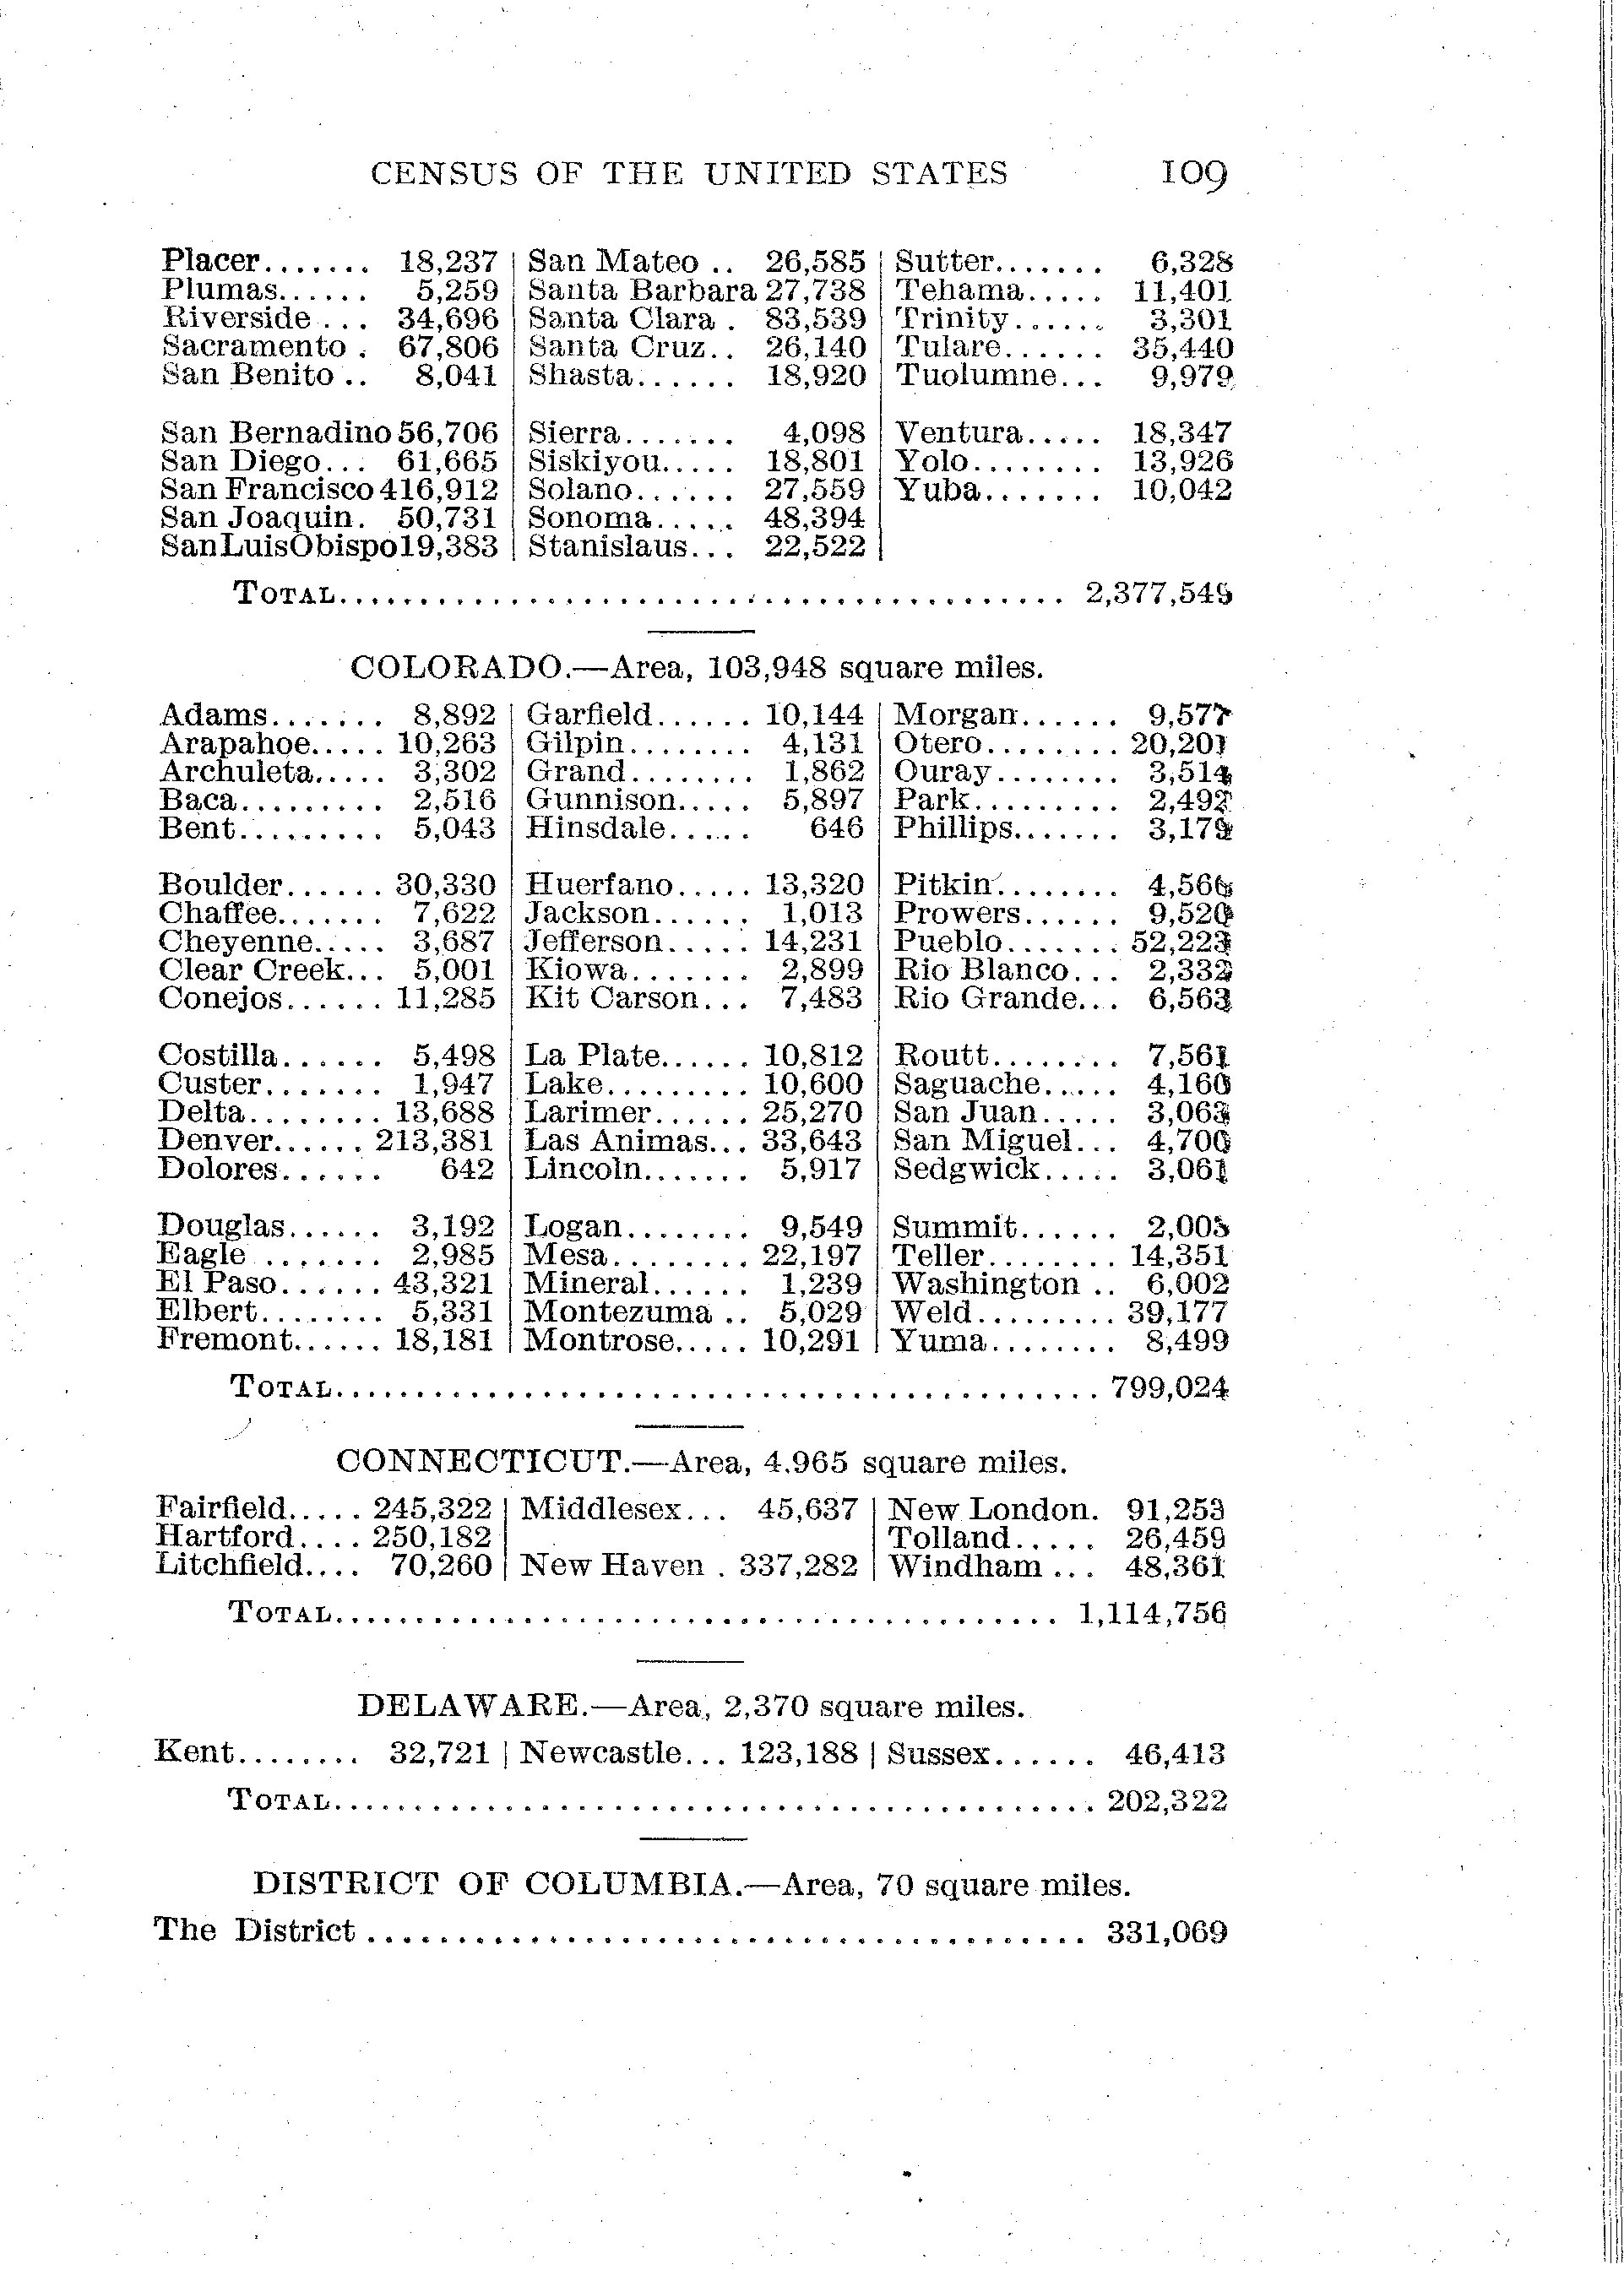 CENSUS OF THE UNITED STATES 109
Placer....... 18,237 | San Mateo .. 26,585 | Sutter....... 6,328
Plumas...... 5,259 | Santa Barbara 27,738 | Tehama..... 11,401
Riverside ... 34,696 | Santa Clara . 83,539 | Trinity...... 3,301
Sacramento . 67,806 | Santa Cruz.. 26,140 | Tulare...... 35,440
San Benito .. 8,041 | Shasta...... 18,920 | Tuolumne... 9,979
San Bernadino 56,706 | Sierra....... 4,098 | Ventura..... 18,347
San Diego... 61,665 | Siskiyou..... 18,801 | Yolo........ 13,926
San Francisco 416,912 | Solano...... 27,559 | Yuba....... 10,042
San Joaquin. 50,731 | Sonoma..... 48,394 |
SanLuisObispo19,383 | Stanislaus... 22,522 |
TOTAL........................................ 2,377,549
COLORADO.—Area, 103,948 square miles.
Adams....... 8,892 | Garfield...... 10,144 | Morgan...... 9,577
Arapahoe..... 10,263 | Gilpin........ 4,131 | Otero........ 20,201
Archuleta..... 3,302 | Grand........ 1,862 | Ouray........ 3,514
Baca......... 2,516 | Gunnison..... 5,897 | Park......... 2,492
Bent......... 5,043 | Hinsdale...... 646 | Phillips....... 3,179
Boulder...... 30,330 | Huerfano..... 13,320 | Pitkin........ 4,566
Chaffee....... 7,622 | Jackson...... 1,013 | Prowers...... 9,520
Cheyenne..... 3,687 | Jefferson..... 14,231 | Pueblo....... 52,223
Clear Creek... 5,001 | Kiowa....... 2,899 | Rio Blanco... 2,332
Conejos...... 11,285 | Kit Carson... 7,483 | Rio Grande... 6,563
Costilla...... 5,498 | La Plate...... 10,812 | Routt........ 7,561
Custer....... 1,947 | Lake......... 10,600 | Saguache..... 4,160
Delta........ 13,688 | Larimer...... 25,270 | San Juan..... 3,063
Denver...... 213,381 | Las Animas... 33,643 | San Miguel... 4,700
Dolores...... 642 | Lincoln....... 5,917 | Sedgwick..... 3,061
Douglas...... 3,192 | Logan........ 9,549 | Summit...... 2,003
Eagle ....... 2,985 | Mesa........ 22,197 | Teller........ 14,351
El Paso...... 43,321 | Mineral...... 1,239 | Washington .. 6,002
Elbert........ 5,331 | Montezuma .. 5,029 | Weld......... 39,177
Fremont...... 18,181 | Montrose..... 10,291 | Yuma........ 8,499
TOTAL.......................................... 799,024
CONNECTICUT.—Area, 4.965 square miles.
Fairfield..... 245,322 | Middlesex... 45,637 | New London. 91,253
Hartford.... 250,182 | | Tolland..... 26,459
Litchfield.... 70,260 | New Haven . 337,282 | Windham ... 48,361
TOTAL........................................ 1,114,756
DELAWARE.—Area, 2,370 square miles.
Kent........ 32,721 | Newcastle... 123,188 | Sussex...... 46,413
TOTAL.......................................... 202,322
DISTRICT OF COLUMBIA.—Area, 70 square miles.
The District ....................................... 331,069